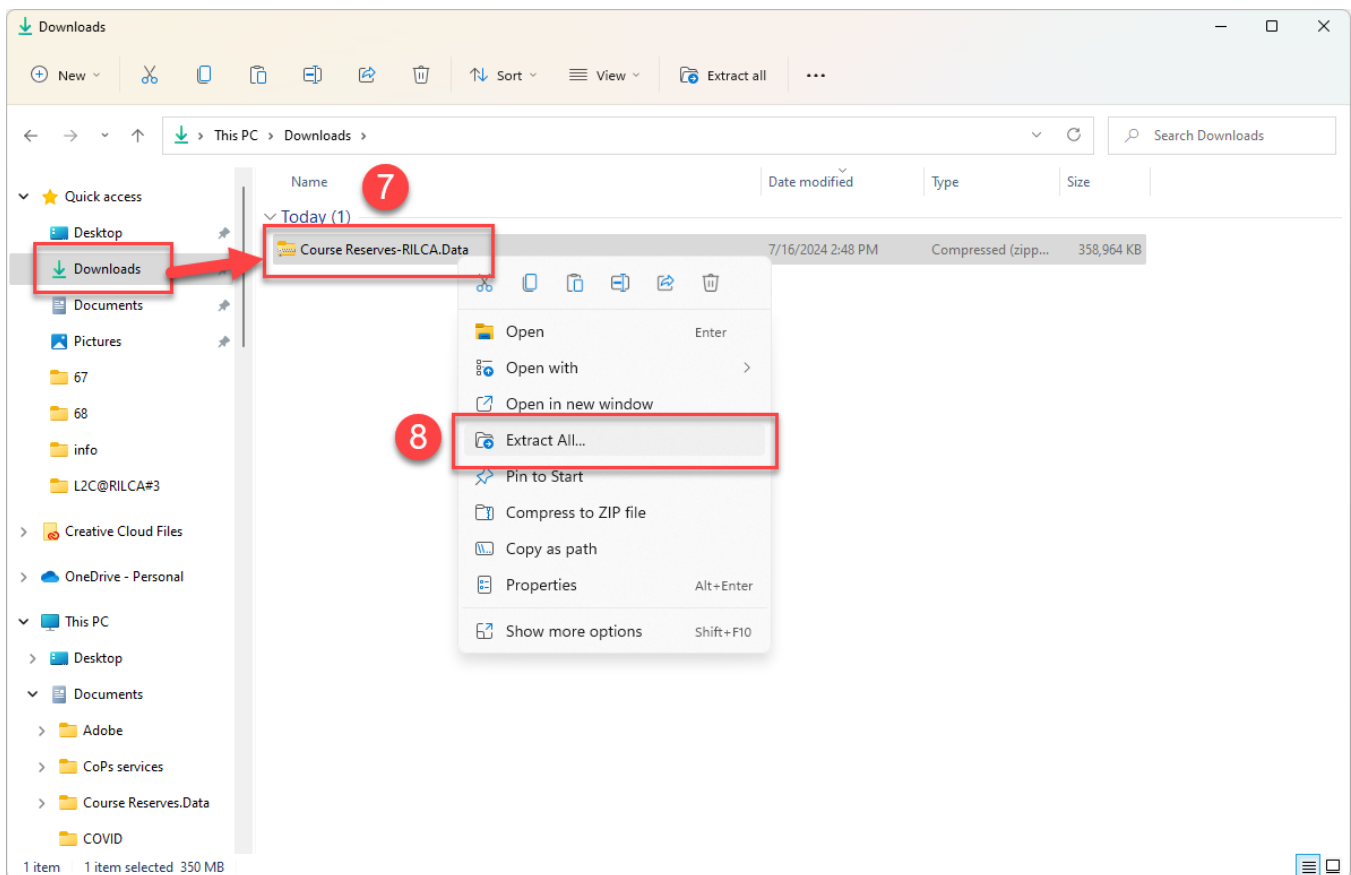 Downloads
New
Sort
View
Extract all
This PC > Downloads >
Search Downloads
Name
Date modified
Type
Size
7
Quick access
Today (1)
Desktop
Course Reserves-RILCA.Data
7/16/2024 2:48 PM
Compressed (zipp...
358,964 KB
Downloads
Documents
Pictures
67
68
info
L2C@RILCA#3
Creative Cloud Files
OneDrive - Personal
This PC
Desktop
Documents
Adobe
CoPs services
Course Reserves.Data
COVID
Open Enter
Open with
Open in new window
8
Extract All...
Pin to Start
Compress to ZIP file
Copy as path
Properties Alt+Enter
Show more options Shift+F10
1 item 1 item selected 350 MB